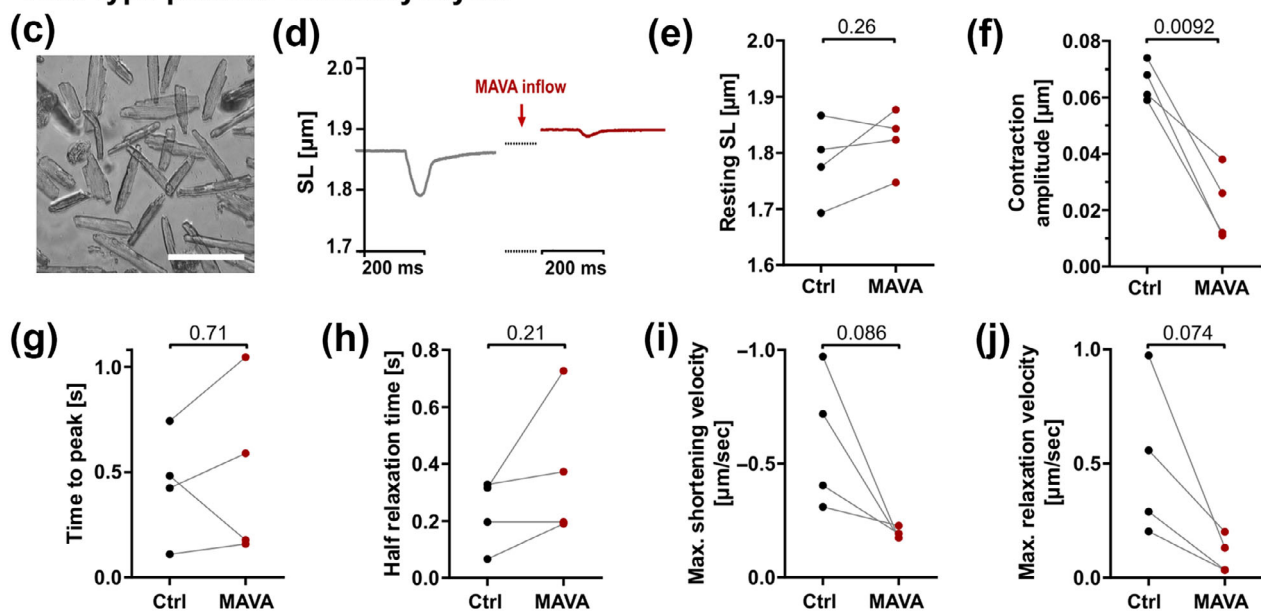 (c)
(d)
2.0
1.9
1.8
1.7
SL [µm]
MAVA inflow
200 ms
200 ms
(e)
0.26
2.0
1.9
1.8
1.7
1.6
Resting SL [µm]
Ctrl MAVA
(f)
0.0092
0.08
0.06
0.04
0.02
0.00
Contraction
amplitude [µm]
Ctrl MAVA
(g)
0.71
1.0
0.5
0.0
Time to peak [s]
Ctrl MAVA
(h)
0.21
0.8
0.6
0.4
0.2
0.0
Half relaxation time [s]
Ctrl MAVA
(i)
0.086
−1.0
−0.5
0.0
Max. shortening velocity
[µm/sec]
Ctrl MAVA
(j)
0.074
1.0
0.5
0.0
Max. relaxation velocity
[µm/sec]
Ctrl MAVA